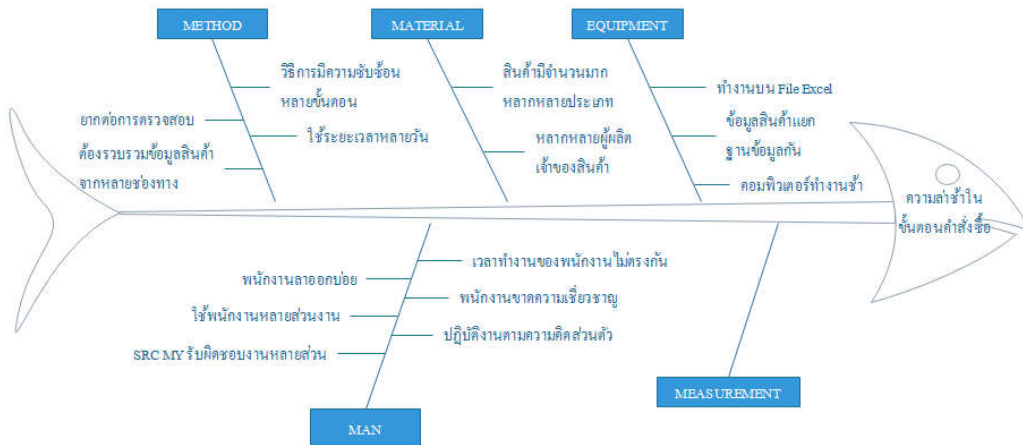 METHOD
MATERIAL
EQUIPMENT
วิธีการมีความซับซ้อน
หลายขั้นตอน
ยากต่อการตรวจสอบ
ใช้ระยะเวลาหลายวัน
ต้องรวบรวมข้อมูลสินค้า
จากหลายช่องทาง
สินค้ามีจำนวนมาก
หลากหลายประเภท
หลากหลายผู้ผลิต
เจ้าของสินค้า
ทำงานบน File Excel
ข้อมูลสินค้าแยก
ฐานข้อมูลกัน
คอมพิวเตอร์ทำงานช้า
ความล่าช้าใน
ขั้นตอนคำสั่งซื้อ
เวลาทำงานของพนักงานไม่ตรงกัน
พนักงานลาออกบ่อย
พนักงานขาดความเชี่ยวชาญ
ใช้พนักงานหลายส่วนงาน
ปฏิบัติงานตามความคิดส่วนตัว
SRC MY รับผิดชอบงานหลายส่วน
MAN
MEASUREMENT